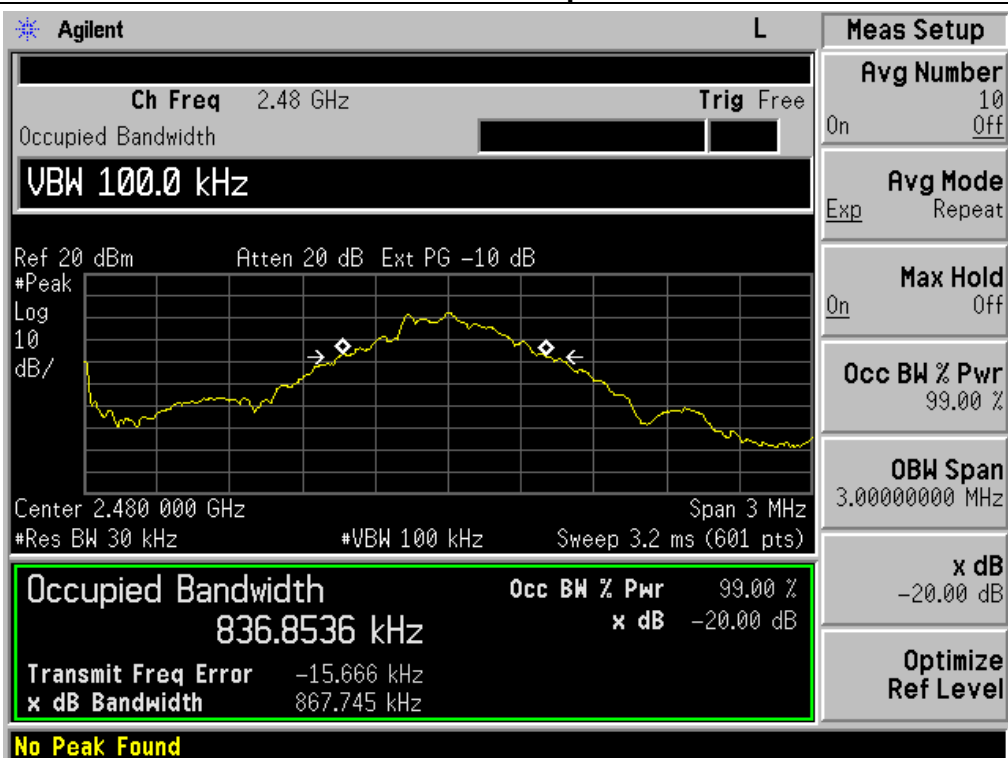 Agilent L
Ch Freq 2.48 GHz Trig Free
Occupied Bandwidth
VBW 100.0 kHz
Ref 20 dBm Atten 20 dB Ext PG –10 dB
#Peak
Log
10
dB/
Center 2.480 000 GHz Span 3 MHz
#Res BW 30 kHz #VBW 100 kHz Sweep 3.2 ms (601 pts)
Occupied Bandwidth Occ BW % Pwr 99.00 %
836.8536 kHz x dB –20.00 dB
Transmit Freq Error –15.666 kHz
x dB Bandwidth 867.745 kHz
No Peak Found
Meas Setup
Avg Number
10
On Off
Avg Mode
Exp Repeat
Max Hold
On Off
Occ BW % Pwr
99.00 %
OBW Span
3.00000000 MHz
x dB
–20.00 dB
Optimize
Ref Level